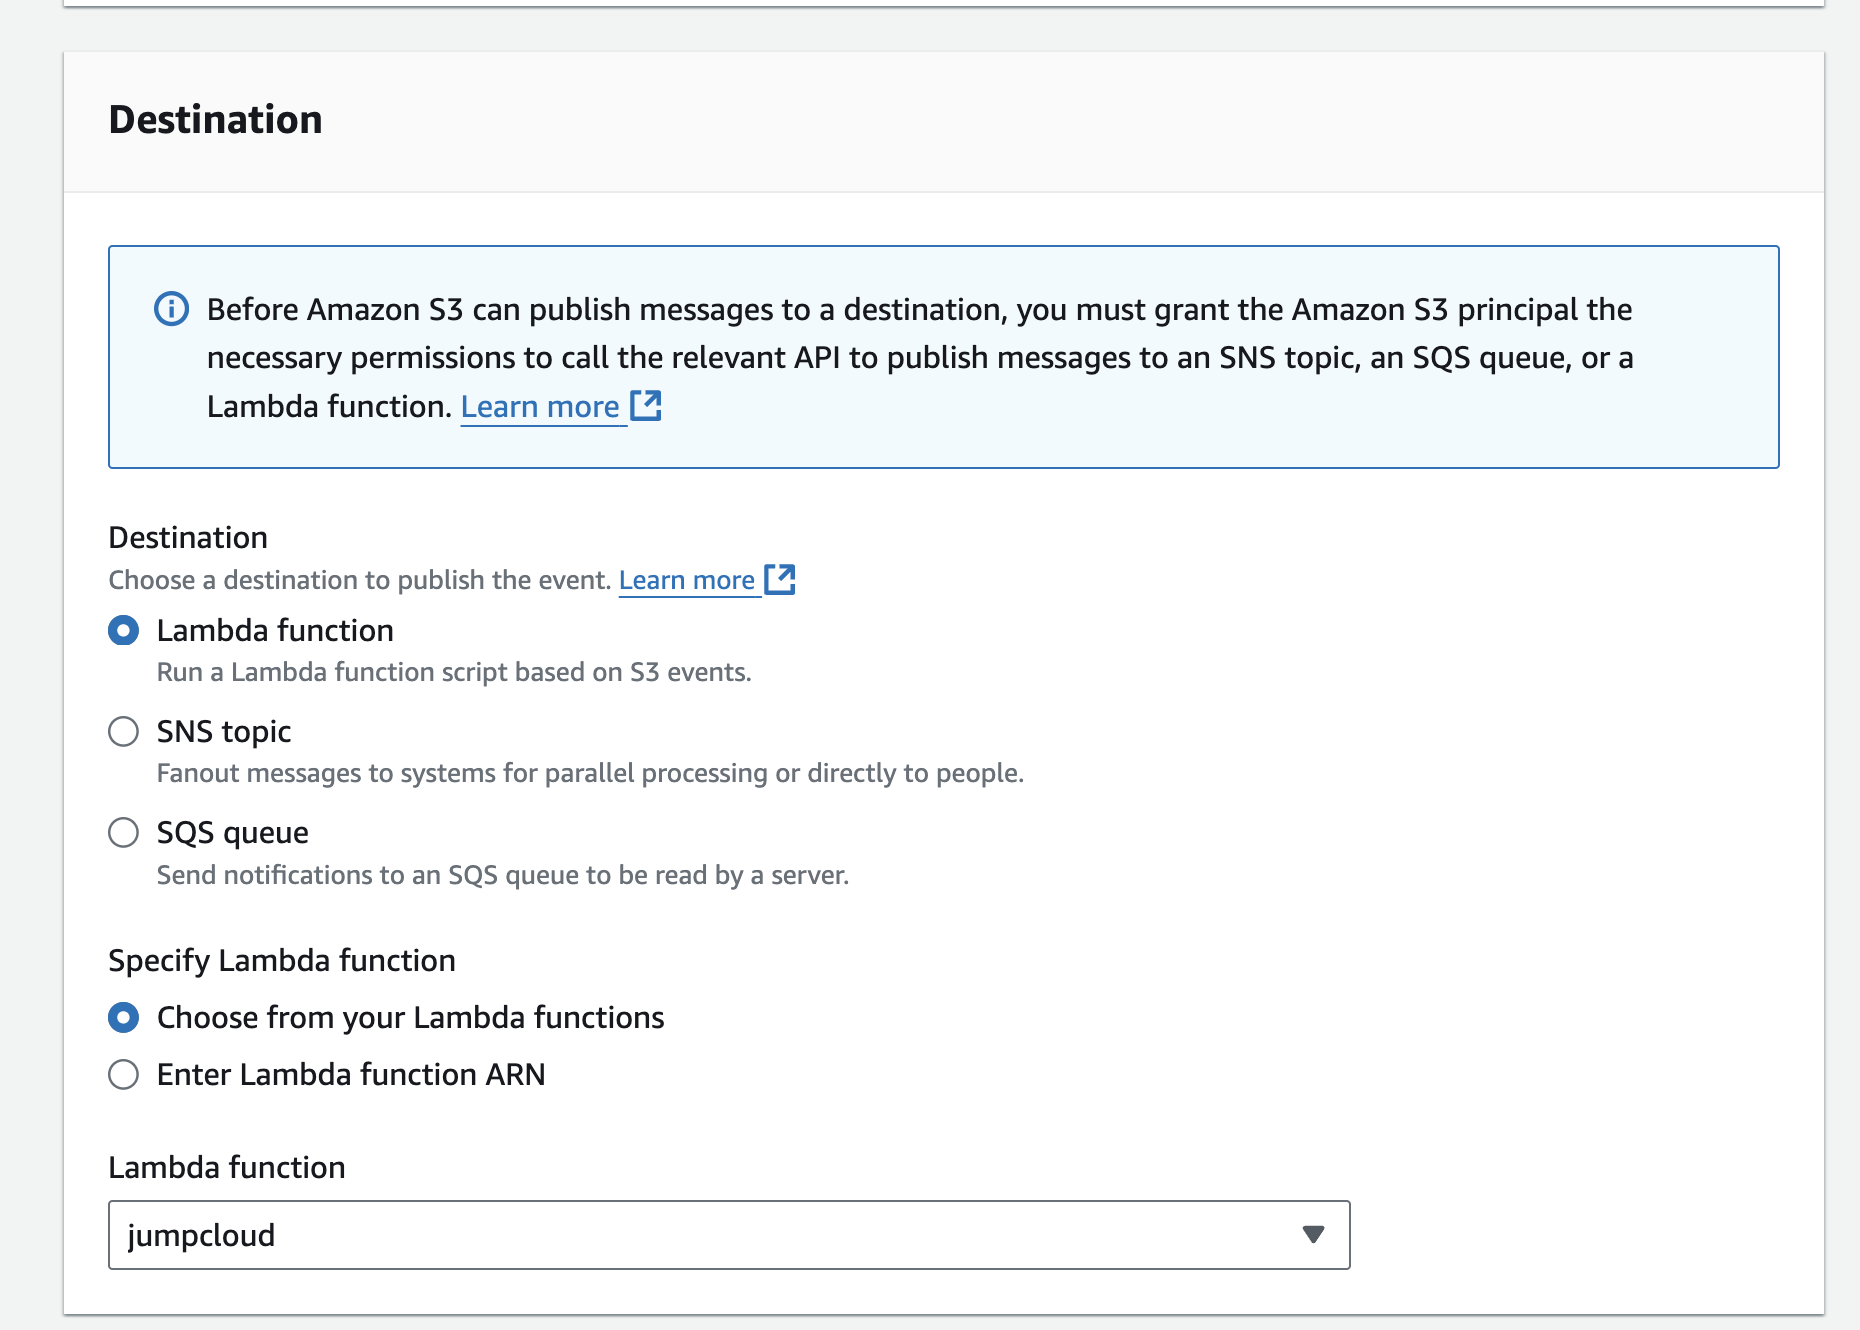 Destination
Before Amazon S3 can publish messages to a destination, you must grant the Amazon S3 principal the
necessary permissions to call the relevant API to publish messages to an SNS topic, an SQS queue, or a
Lambda function. Learn more
Destination
Choose a destination to publish the event. Learn more
Lambda function
Run a Lambda function script based on S3 events.
SNS topic
Fanout messages to systems for parallel processing or directly to people.
SQS queue
Send notifications to an SQS queue to be read by a server.
Specify Lambda function
Choose from your Lambda functions
Enter Lambda function ARN
Lambda function
jumpcloud